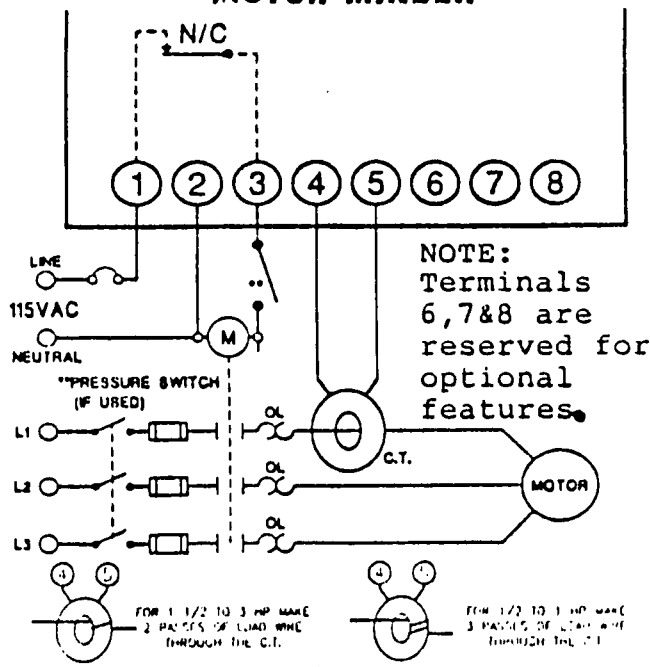 N/C
1 2 3 4 5 6 7 8
LINE
115VAC
NEUTRAL
M
**
NOTE:
Terminals
6,7&8 are
reserved for
optional
features.
**PRESSURE SWITCH
(IF USED)
L1
OL
C.T.
L2
OL
MOTOR
L3
OL
4 5
FOR 1 1/2 TO 3 HP MAKE
2 PASSES OF LOAD WIRE
THROUGH THE C.T.
4 5
FOR 1/2 TO 1 HP MAKE
3 PASSES OF LOAD WIRE
THROUGH THE C.T.